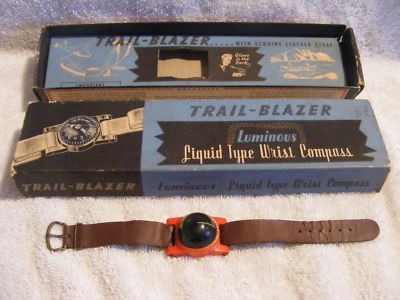 TRAIL-BLAZER.....WITH GENUINE LEATHER STRAP
Glows
in the
Dark
IMPORTANT
TRAIL-BLAZER
Luminous
Liquid Type Wrist Compass
TRAIL-BLAZER Luminous Liquid Type Wrist Compass